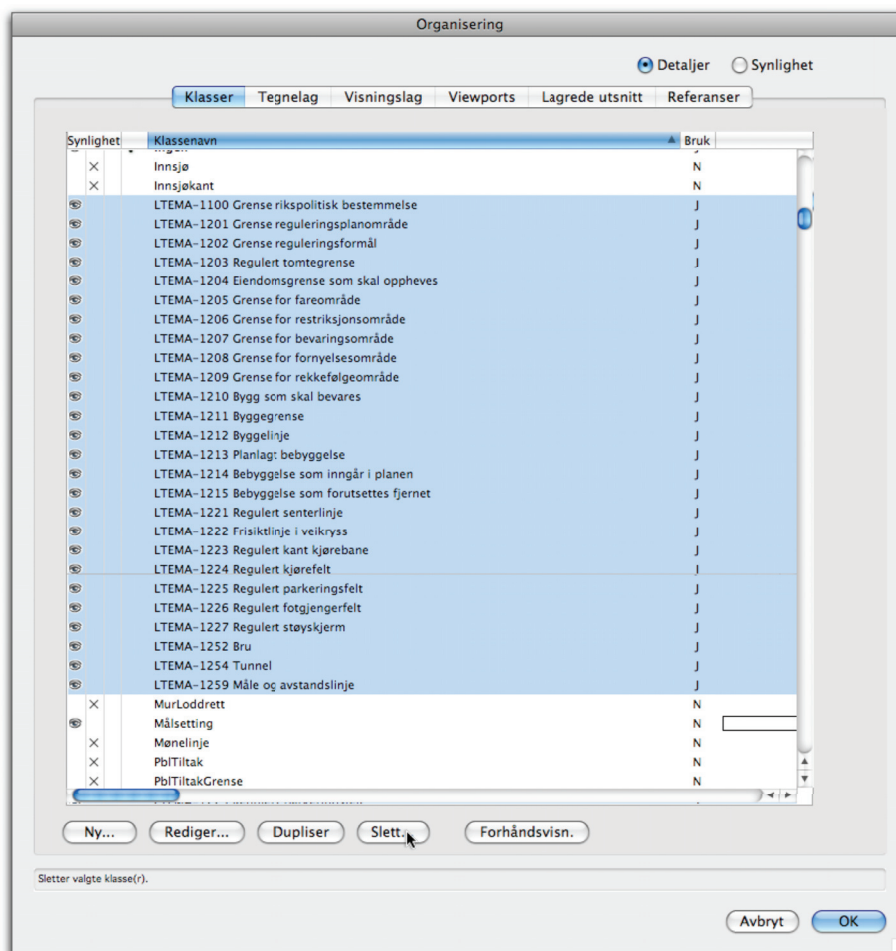 Organisering
Detaljer Synlighet
Klasser Tegnelag Visningslag Viewports Lagrede utsnitt Referanser
Synlighet Klassenavn Bruk
Innsjø N
Innsjøkant N
LTEMA-1100 Grense rikspolitisk bestemmelse J
LTEMA-1201 Grense reguleringsplanområde J
LTEMA-1202 Grense reguleringsformål J
LTEMA-1203 Regulert tomtegrense J
LTEMA-1204 Eiendomsgrense som skal oppheves J
LTEMA-1205 Grense for fareområde J
LTEMA-1206 Grense for restriksjonsområde J
LTEMA-1207 Grense for bevaringsområde J
LTEMA-1208 Grense for fornyelsesområde J
LTEMA-1209 Grense for rekkefølgeområde J
LTEMA-1210 Bygg som skal bevares J
LTEMA-1211 Byggegrense J
LTEMA-1212 Byggelinje J
LTEMA-1213 Planlagt bebyggelse J
LTEMA-1214 Bebyggelse som inngår i planen J
LTEMA-1215 Bebyggelse som forutsettes fjernet J
LTEMA-1221 Regulert senterlinje J
LTEMA-1222 Frisiktlinje i veikryss J
LTEMA-1223 Regulert kant kjørebane J
LTEMA-1224 Regulert kjørefelt J
LTEMA-1225 Regulert parkeringsfelt J
LTEMA-1226 Regulert fotgjengerfelt J
LTEMA-1227 Regulert støyskjerm J
LTEMA-1252 Bru J
LTEMA-1254 Tunnel J
LTEMA-1259 Måle og avstandslinje J
MurLoddrett N
Målsetting N
Mønelinje N
PblTiltak N
PblTiltakGrense N
Ny... Rediger... Dupliser Slett... Forhåndsvisn.
Sletter valgte klasse(r).
Avbryt OK